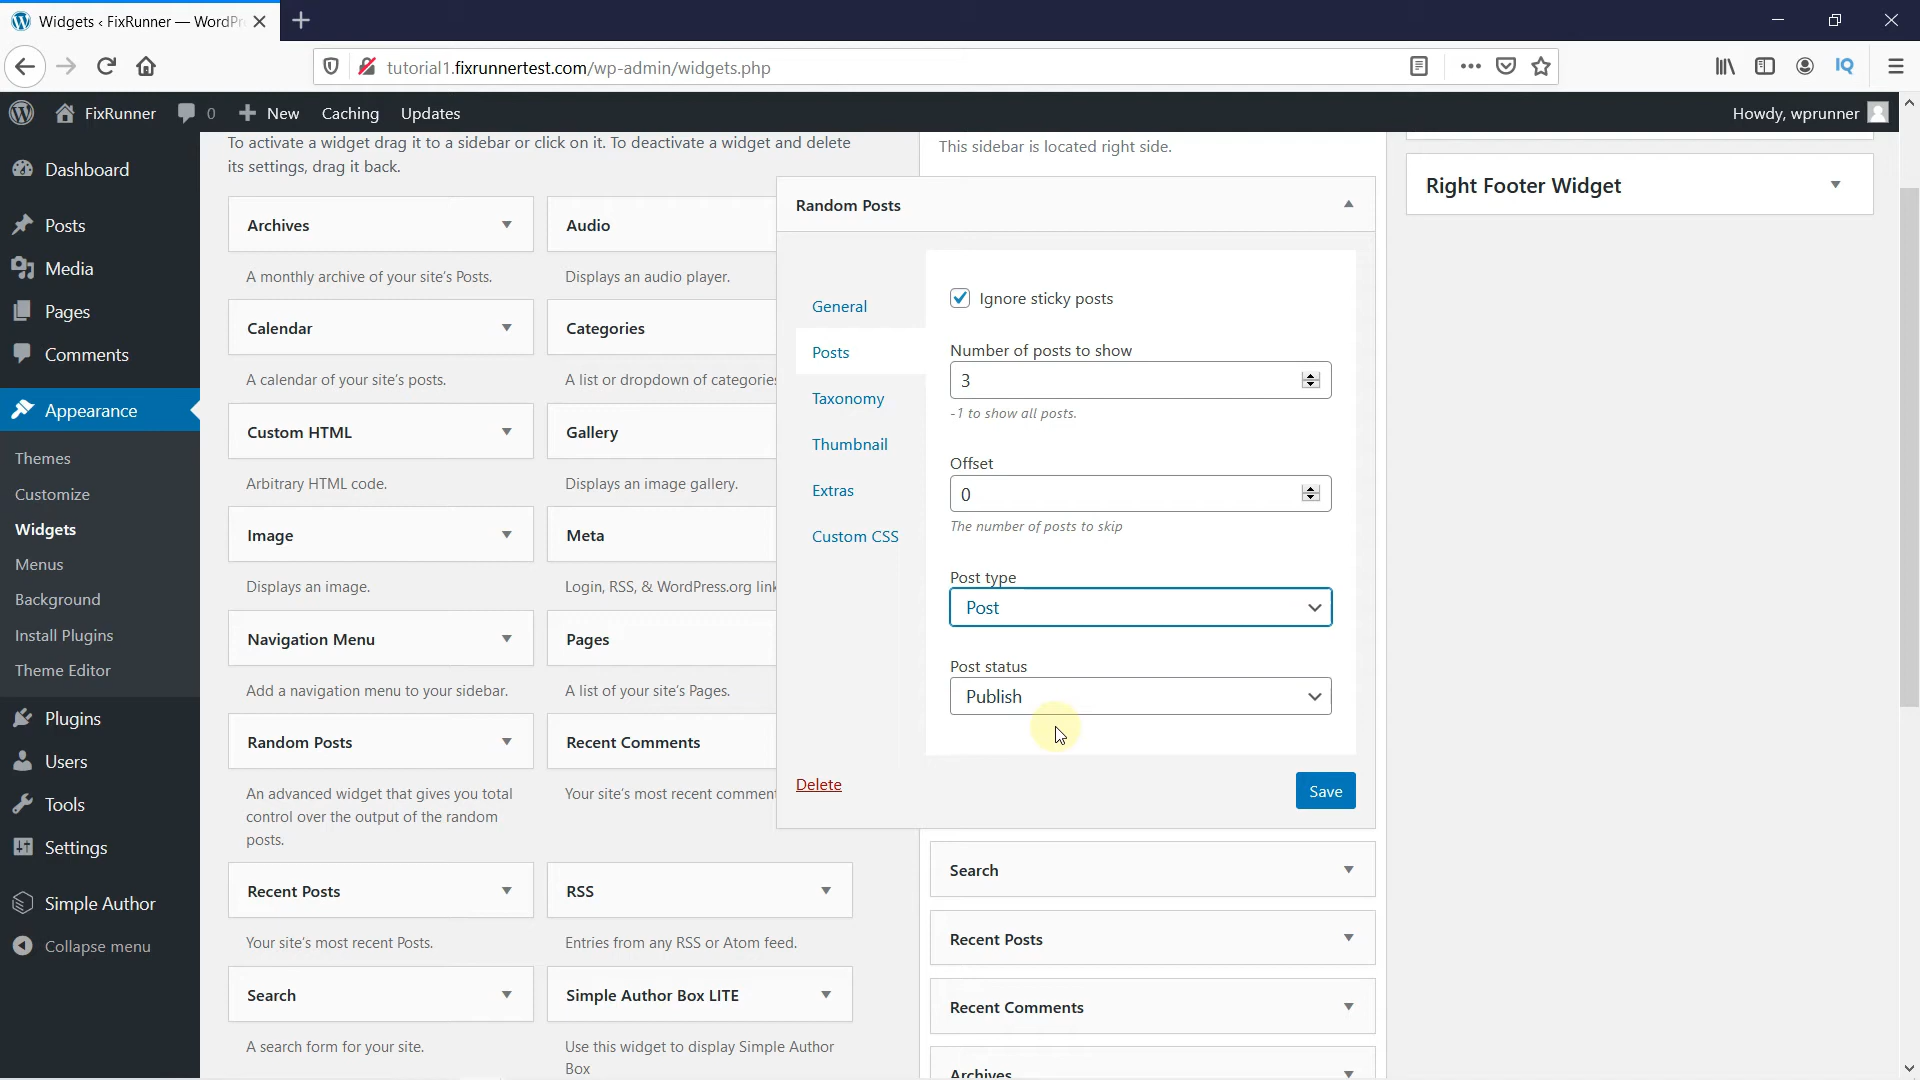 Widgets ‹ FixRunner — WordPr
tutorial1.fixrunnertest.com/wp-admin/widgets.php
IQ
FixRunner
0
New
Caching
Updates
Howdy, wprunner
Dashboard
Posts
Media
Pages
Comments
Appearance
Themes
Customize
Widgets
Menus
Background
Install Plugins
Theme Editor
Plugins
Users
Tools
Settings
Simple Author
Collapse menu
To activate a widget drag it to a sidebar or click on it. To deactivate a widget and delete
its settings, drag it back.
Archives
A monthly archive of your site's Posts.
Audio
Displays an audio player.
Calendar
A calendar of your site's posts.
Categories
A list or dropdown of categories
Custom HTML
Arbitrary HTML code.
Gallery
Displays an image gallery.
Image
Displays an image.
Meta
Login, RSS, & WordPress.org link
Navigation Menu
Add a navigation menu to your sidebar.
Pages
A list of your site's Pages.
Random Posts
An advanced widget that gives you total
control over the output of the random
posts.
Recent Comments
Your site's most recent comment
Recent Posts
Your site's most recent Posts.
RSS
Entries from any RSS or Atom feed.
Search
A search form for your site.
Simple Author Box LITE
Use this widget to display Simple Author
Box
This sidebar is located right side.
Random Posts
General
Posts
Taxonomy
Thumbnail
Extras
Custom CSS
Ignore sticky posts
Number of posts to show
3
-1 to show all posts.
Offset
0
The number of posts to skip
Post type
Post
Post status
Publish
Delete
Save
Search
Recent Posts
Recent Comments
Archives
Right Footer Widget